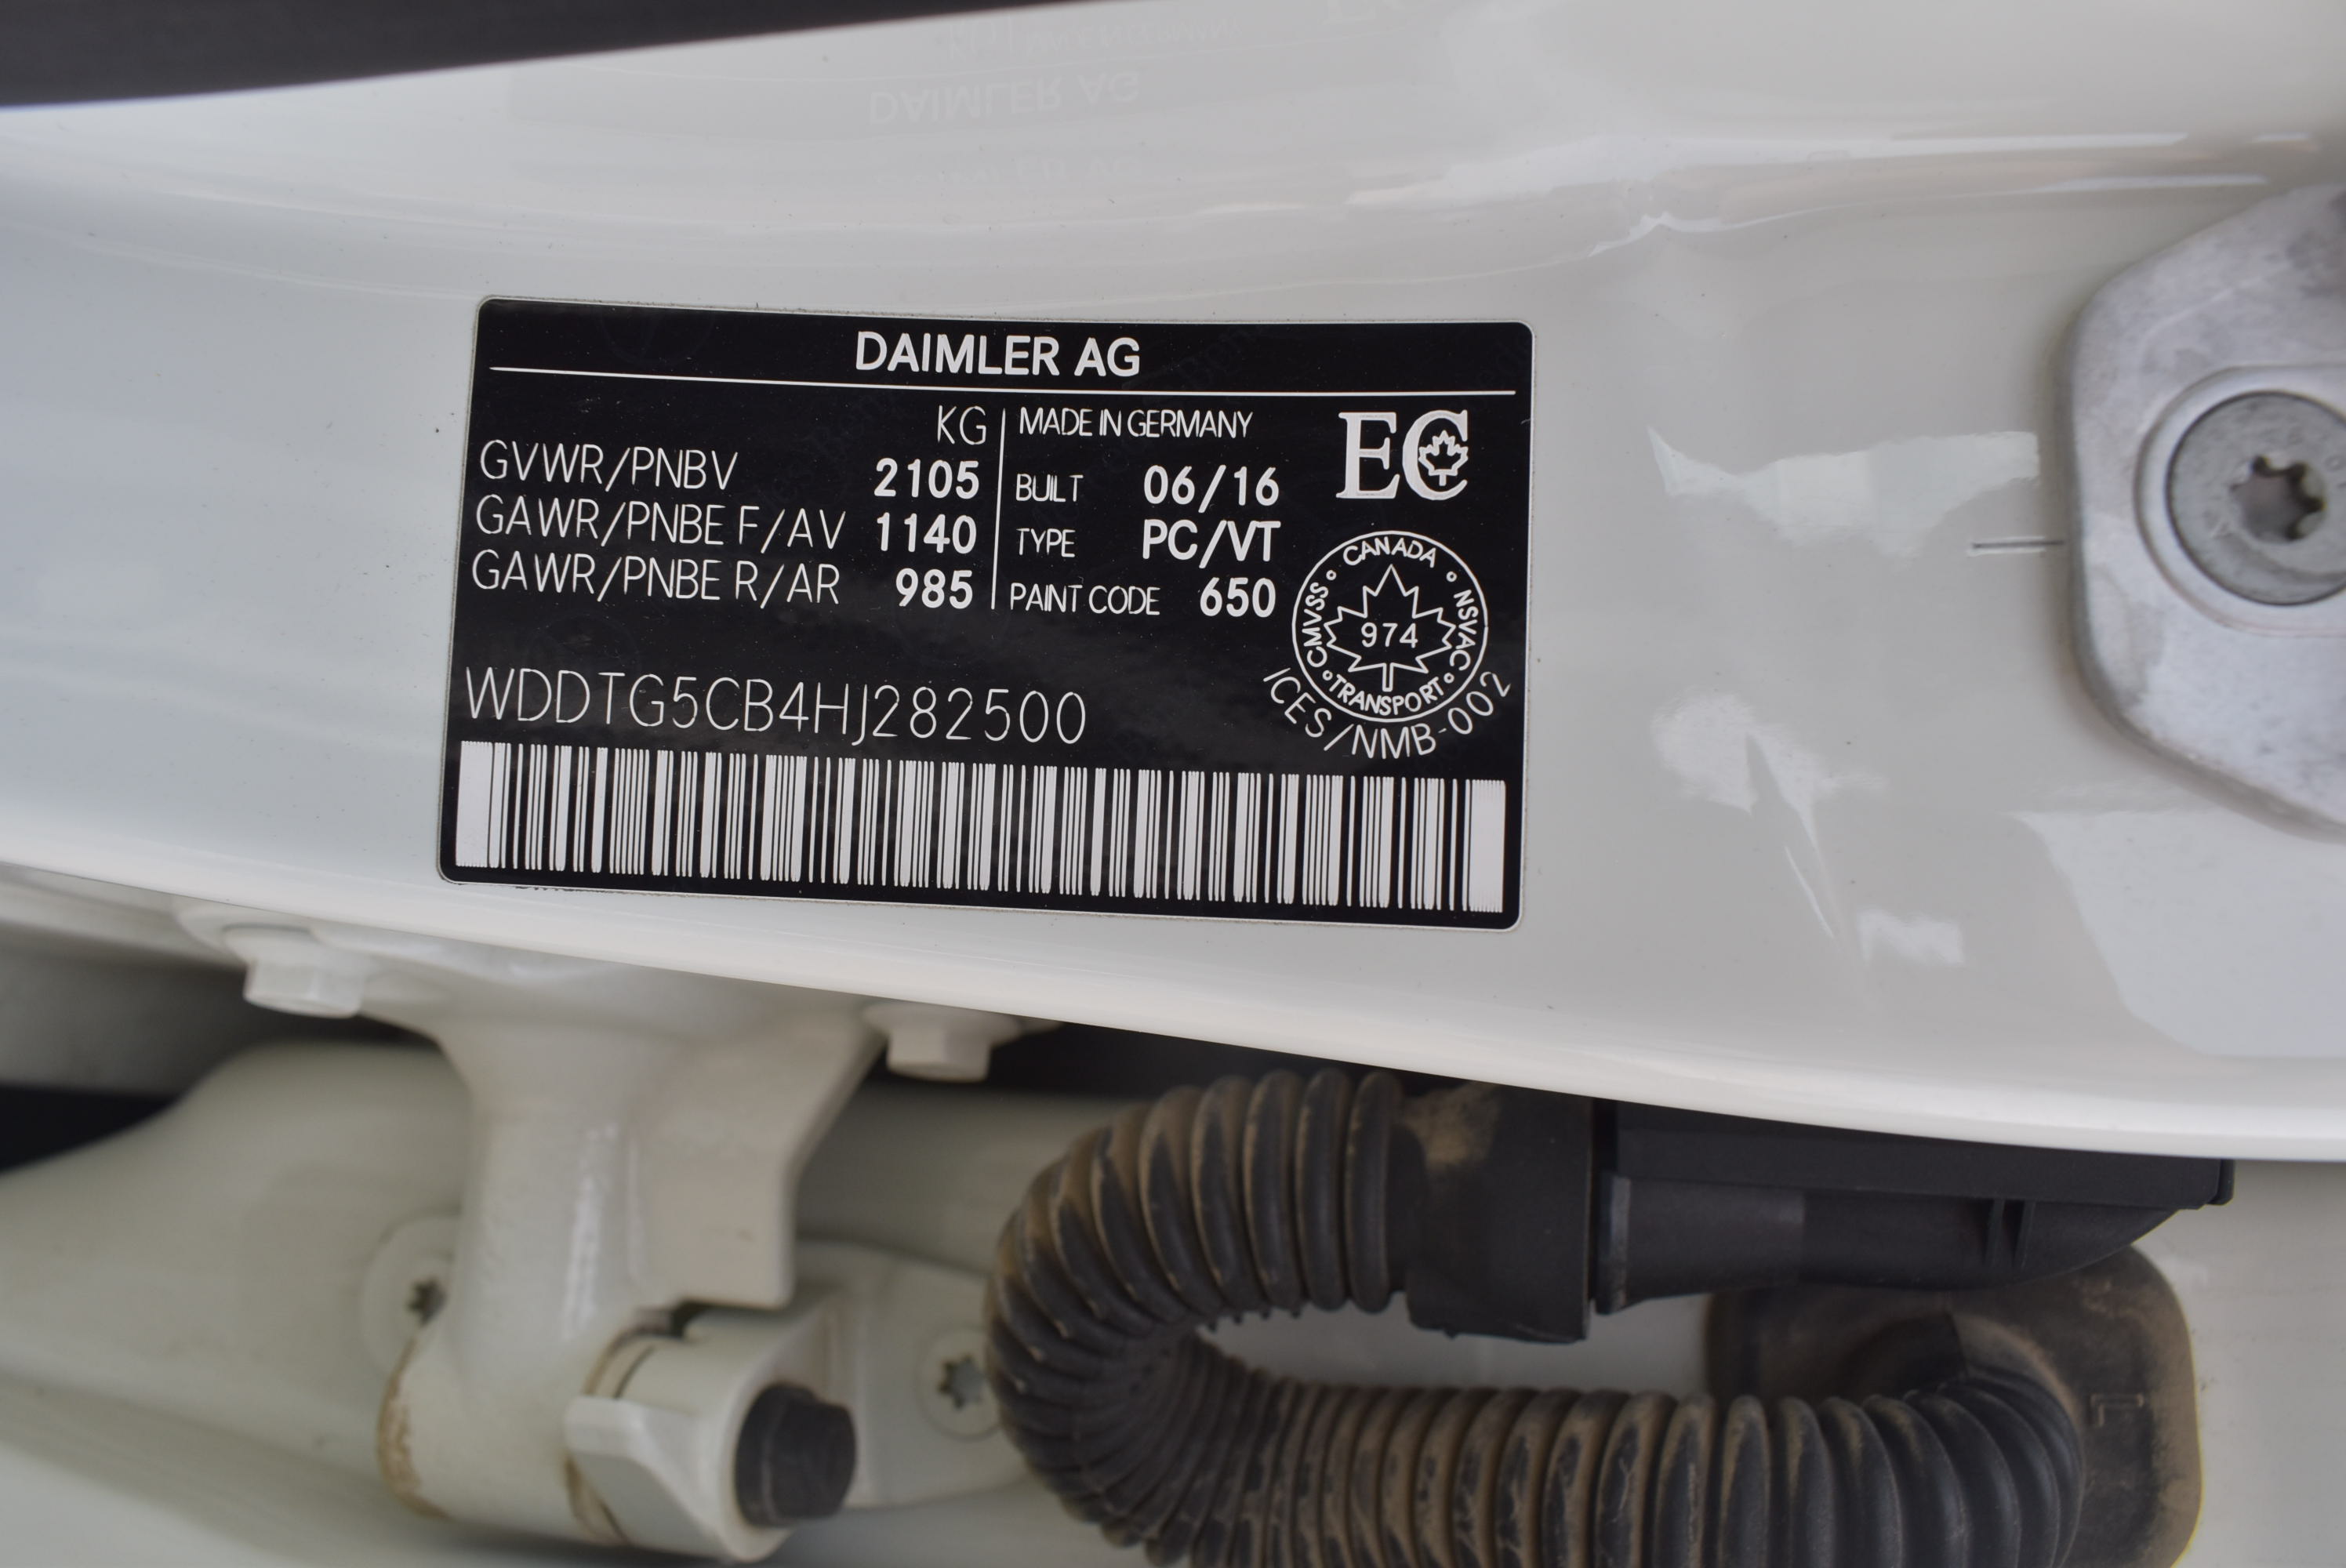 DAIMLER AG
KG
GVWR/PNBV 2105
GAWR/PNBE F/AV 1140
GAWR/PNBE R/AR 985
MADE IN GERMANY
BUILT 06/16
TYPE PC/VT
PAINT CODE 650
EC
CANADA
CMVSS 974 NSVAC
TRANSPORT
ICES/NMB-002
WDDTG5CB4HJ282500